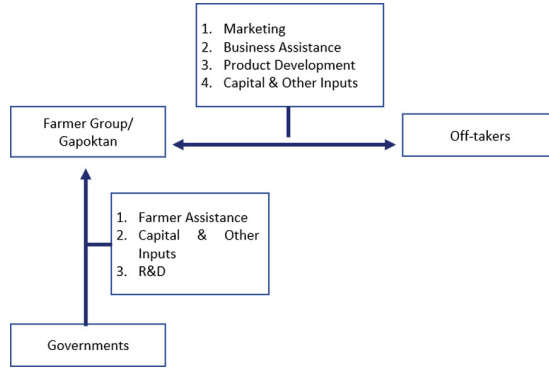 1. Marketing
2. Business Assistance
3. Product Development
4. Capital & Other Inputs
Farmer Group/
Gapoktan
Off-takers
1. Farmer Assistance
2. Capital & Other
Inputs
3. R&D
Governments